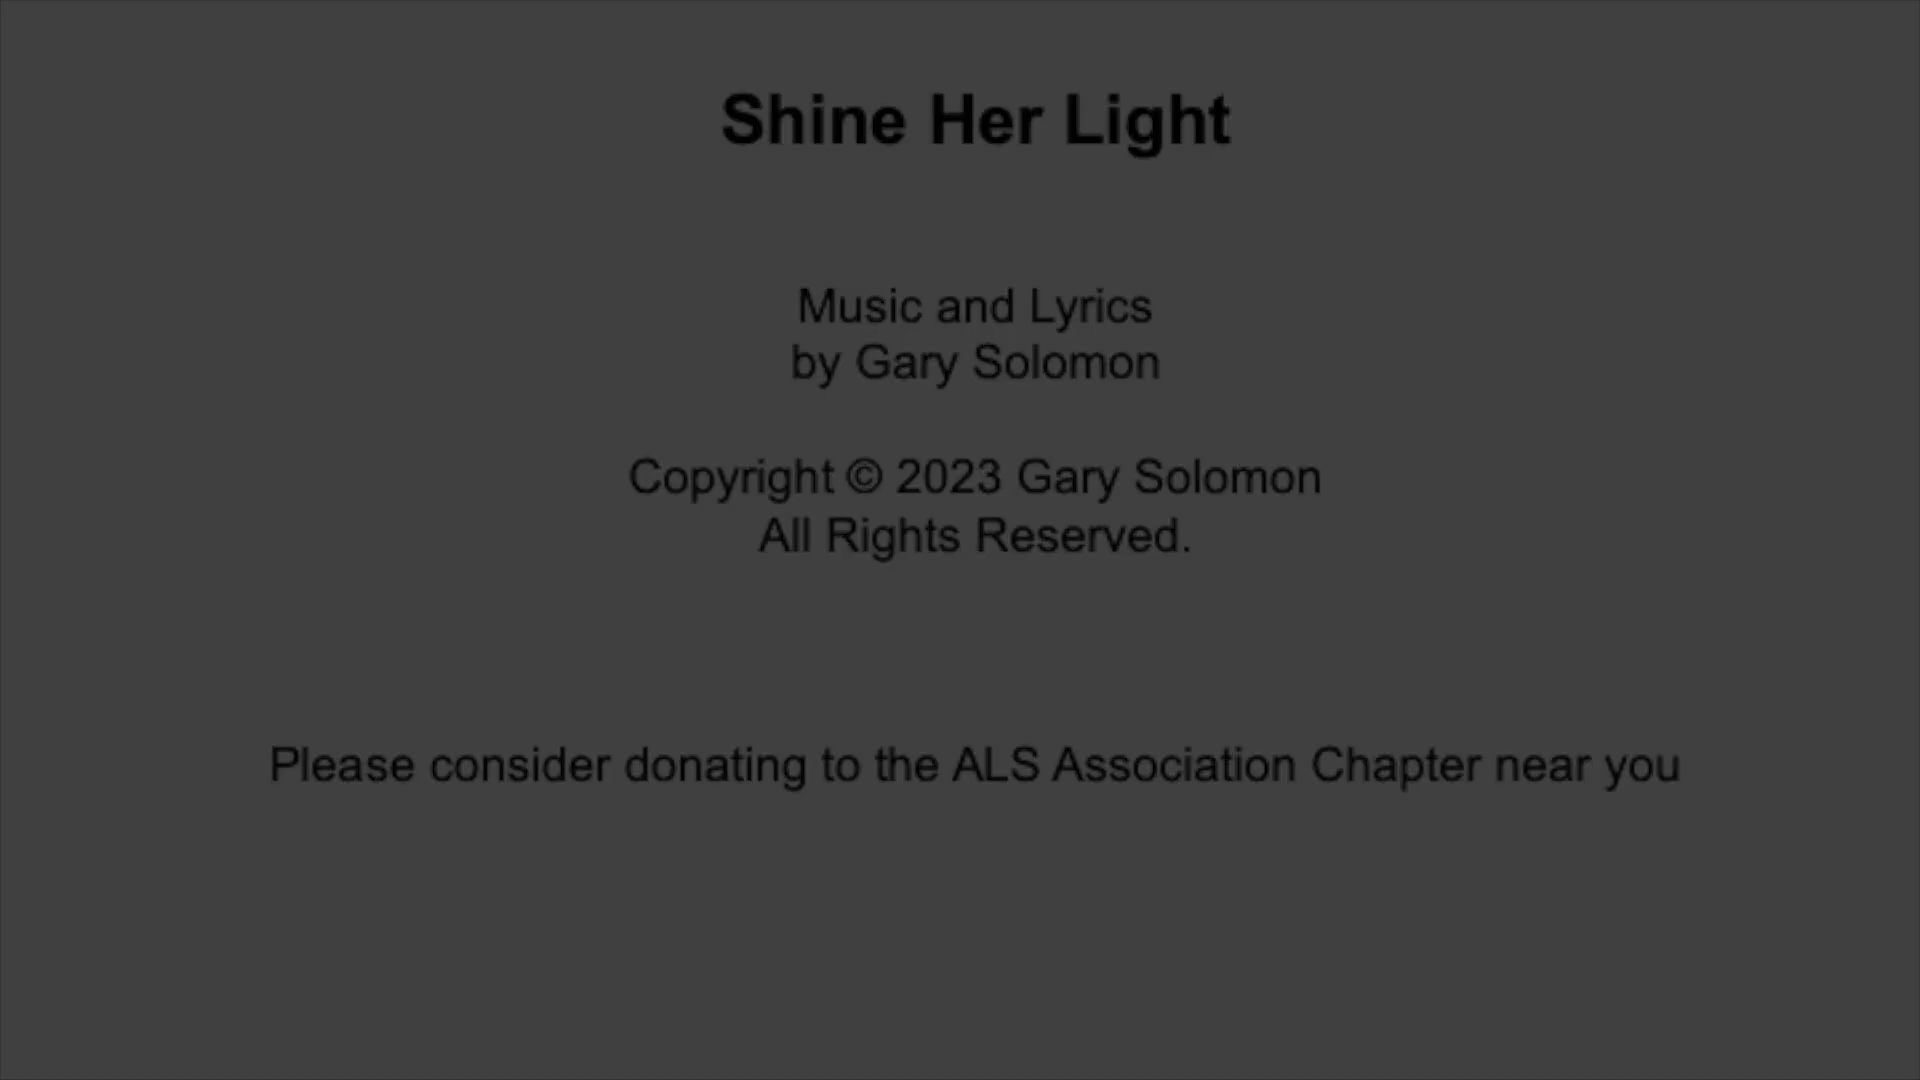 Shine Her Light
Music and Lyrics
by Gary Solomon
Copyright © 2023 Gary Solomon
All Rights Reserved.
Please consider donating to the ALS Association Chapter near you